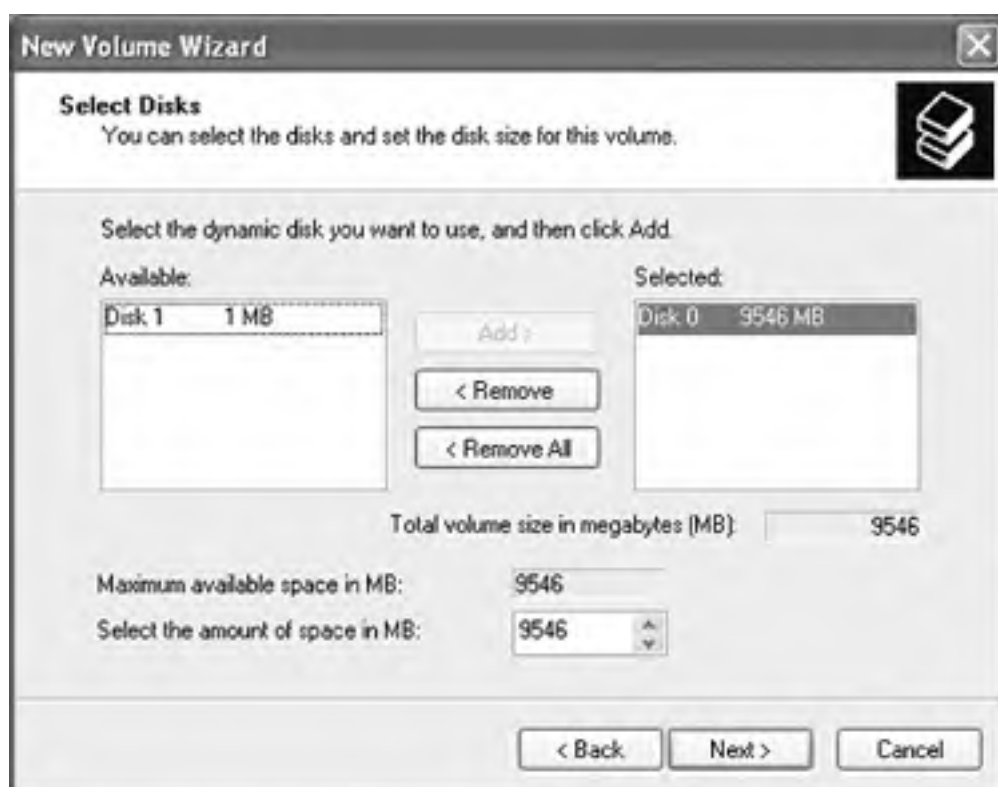 New Volume Wizard
Select Disks
You can select the disks and set the disk size for this volume.
Select the dynamic disk you want to use, and then click Add.
Available:
Selected:
Disk 1 1 MB
Disk 0 9546 MB
Add >
< Remove
< Remove All
Total volume size in megabytes (MB): 9546
Maximum available space in MB: 9546
Select the amount of space in MB: 9546
< Back Next > Cancel